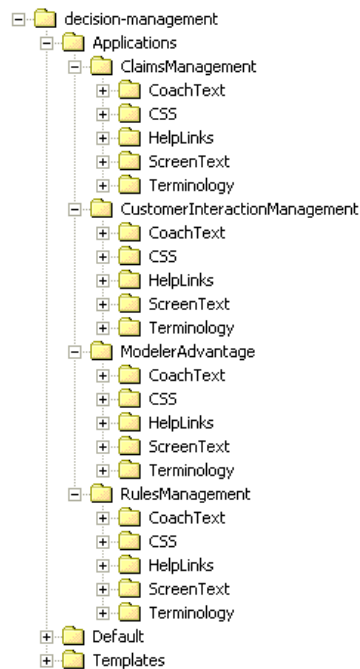 decision-management
Applications
ClaimsManagement
CoachText
CSS
HelpLinks
ScreenText
Terminology
CustomerInteractionManagement
CoachText
CSS
HelpLinks
ScreenText
Terminology
ModelerAdvantage
CoachText
CSS
HelpLinks
ScreenText
Terminology
RulesManagement
CoachText
CSS
HelpLinks
ScreenText
Terminology
Default
Templates